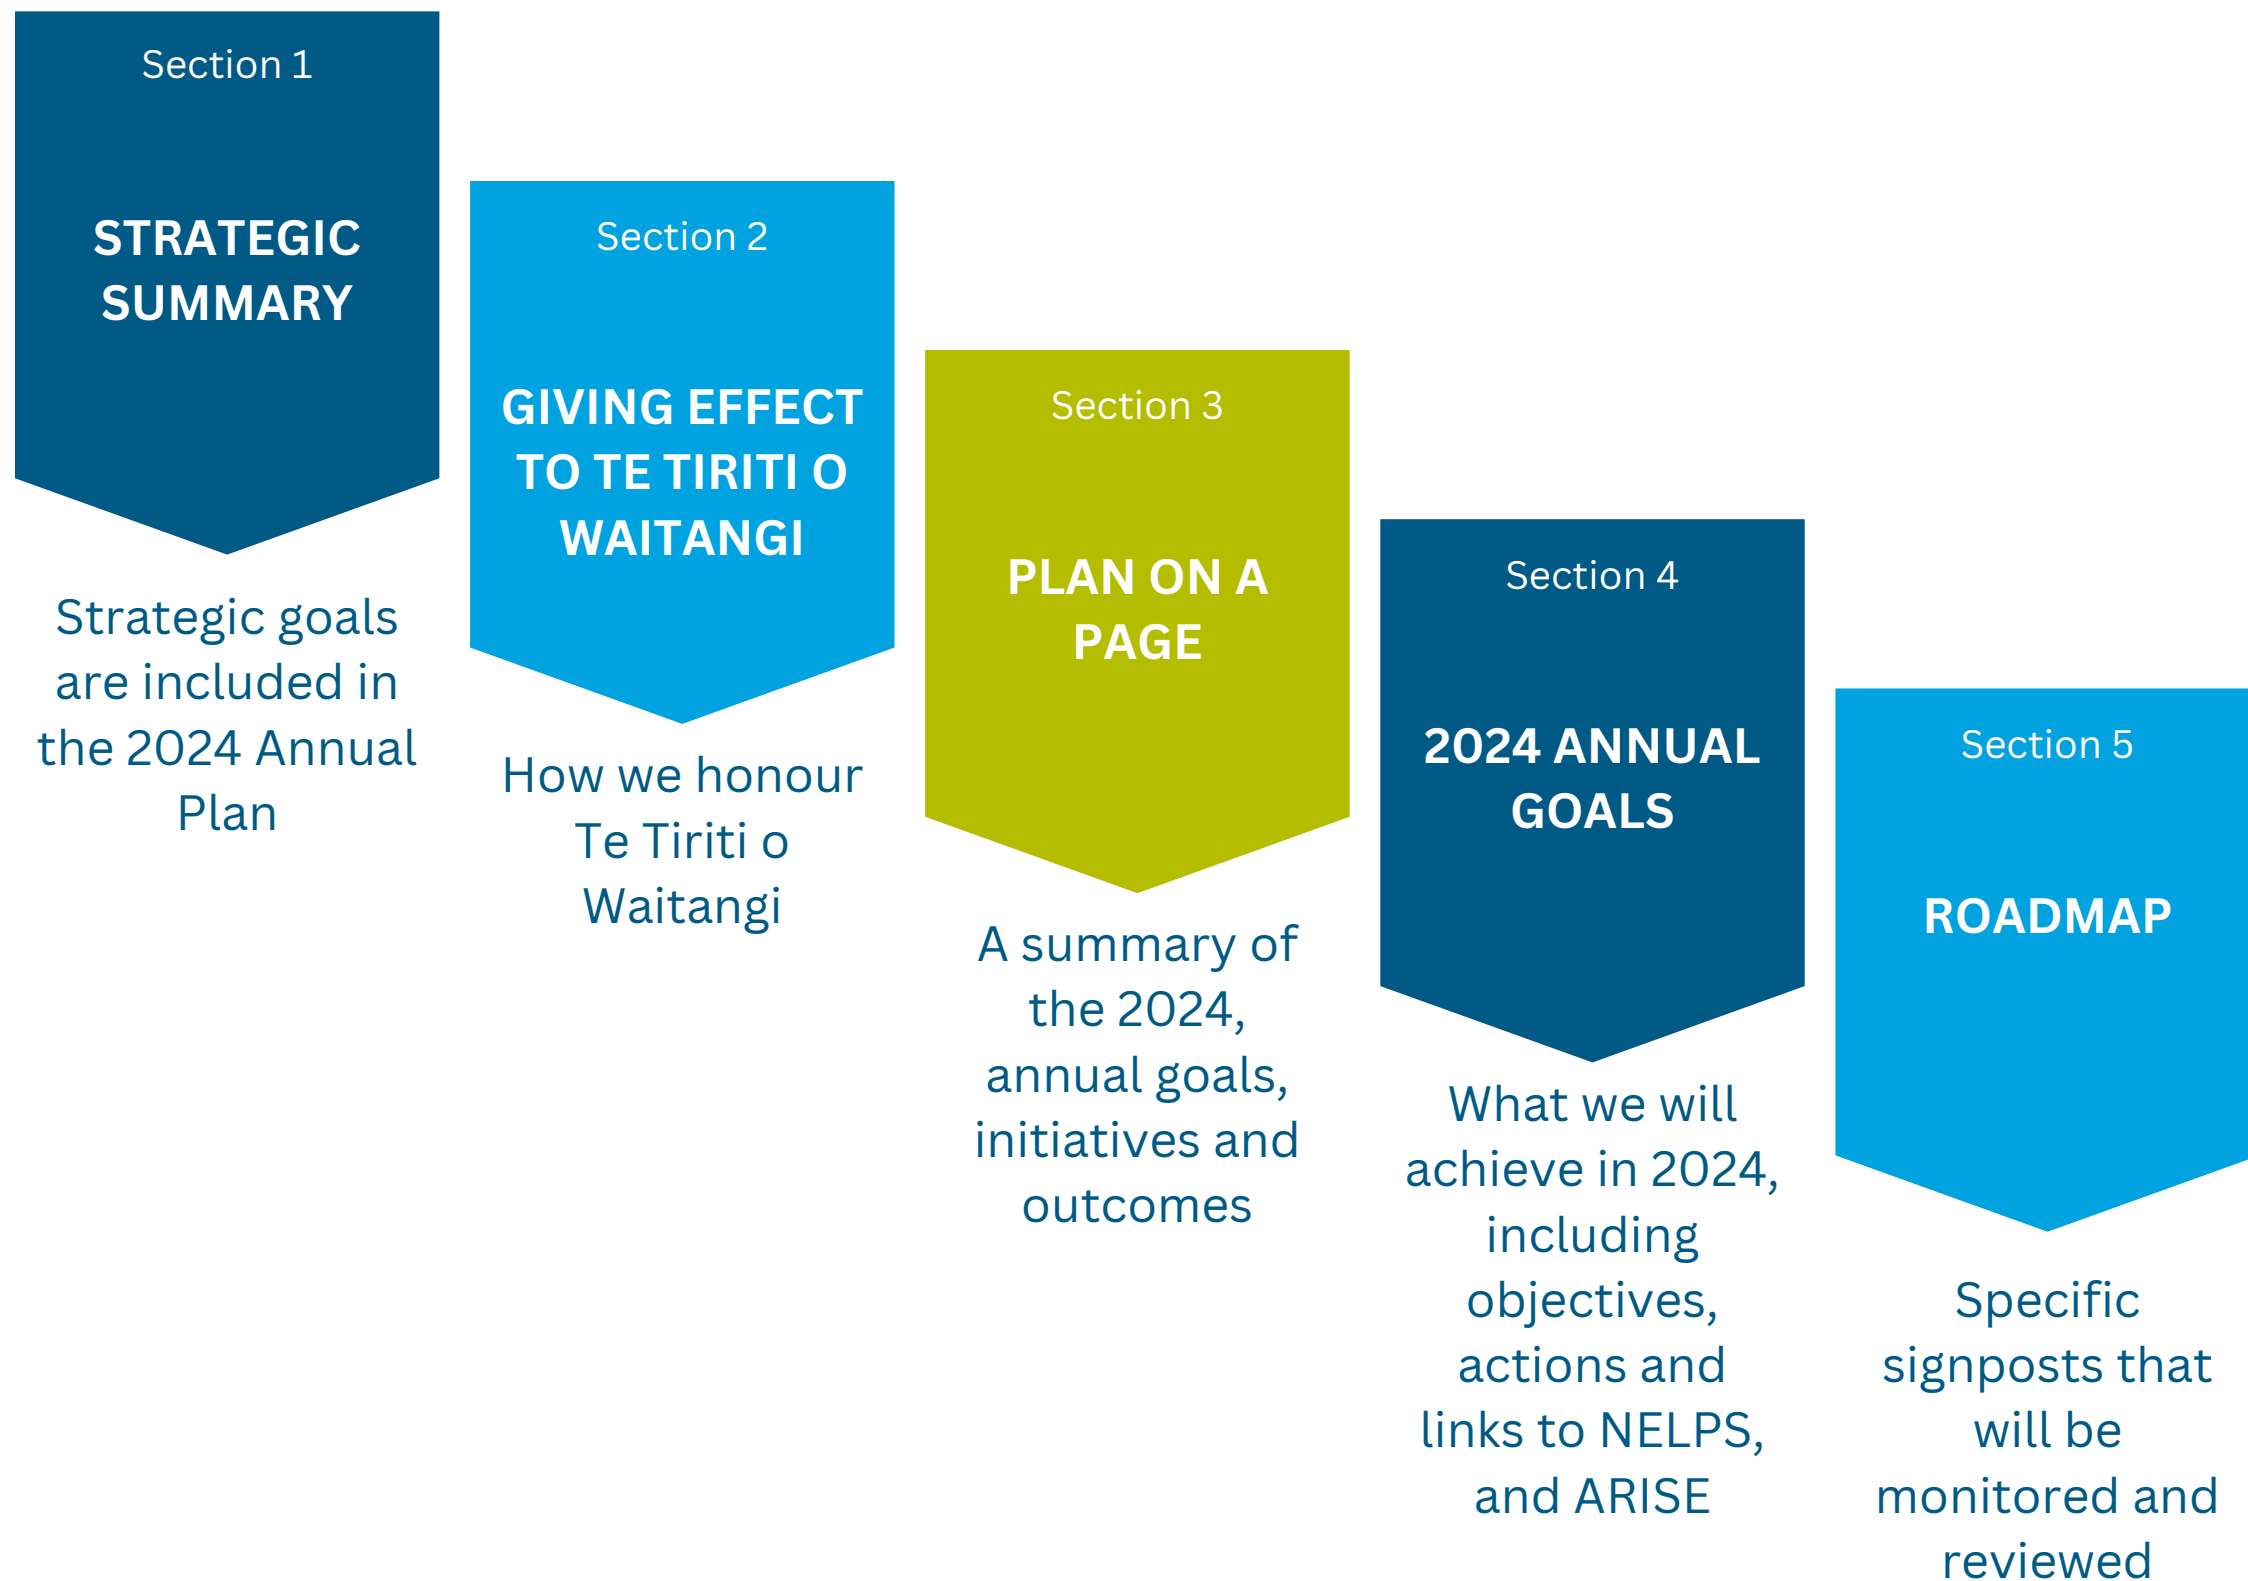 Section 1
STRATEGIC
SUMMARY
Strategic goals
are included in
the 2024 Annual
Plan
Section 2
GIVING EFFECT
TO TE TIRITI O
WAITANGI
How we honour
Te Tiriti o
Waitangi
Section 3
PLAN ON A
PAGE
A summary of
the 2024,
annual goals,
initiatives and
outcomes
Section 4
2024 ANNUAL
GOALS
What we will
achieve in 2024,
including
objectives,
actions and
links to NELPS,
and ARISE
Section 5
ROADMAP
Specific
signposts that
will be
monitored and
reviewed